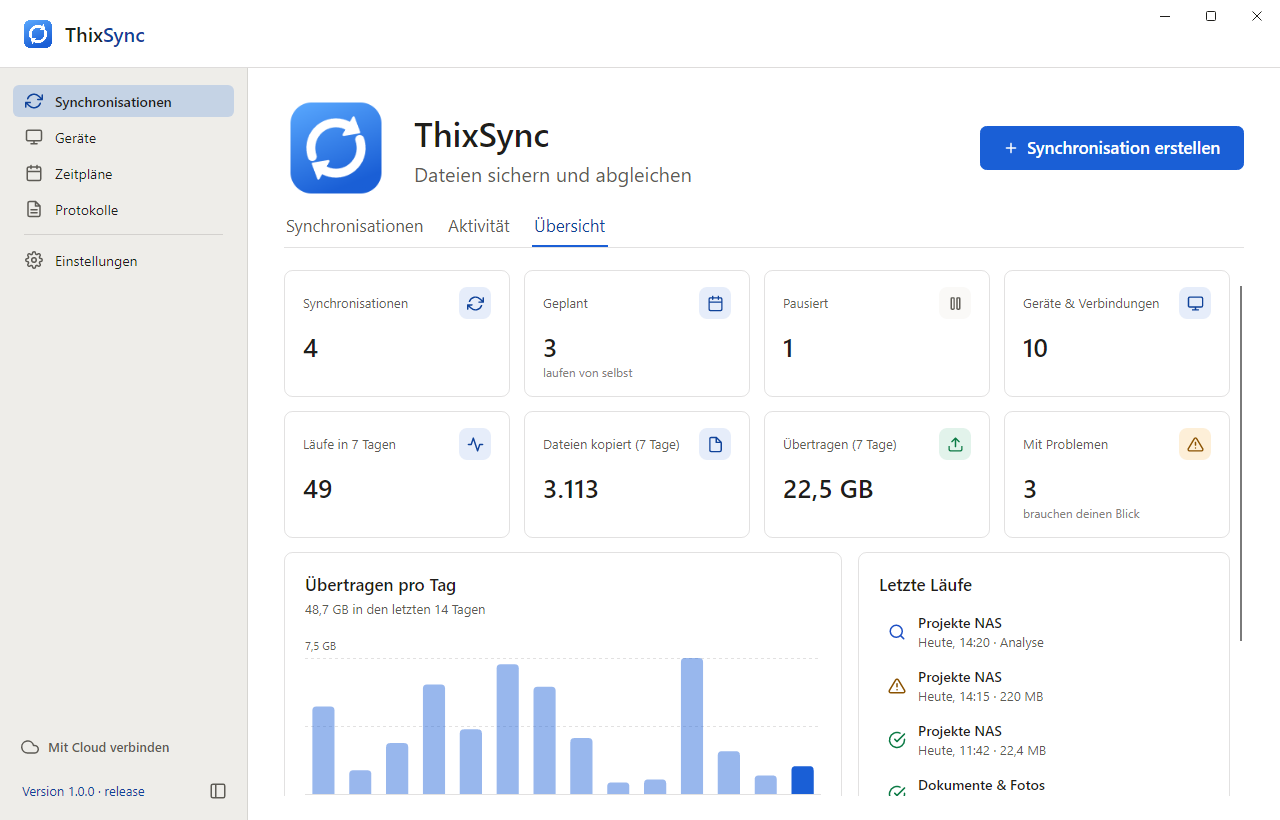 ThixSync
Synchronisationen
Geräte
Zeitpläne
Protokolle
Einstellungen
Mit Cloud verbinden
Version 1.0.0 · release
ThixSync
Dateien sichern und abgleichen
+ Synchronisation erstellen
Synchronisationen Aktivität Übersicht
Synchronisationen
4
Geplant
3
laufen von selbst
Pausiert
1
Geräte & Verbindungen
10
Läufe in 7 Tagen
49
Dateien kopiert (7 Tage)
3.113
Übertragen (7 Tage)
22,5 GB
Mit Problemen
3
brauchen deinen Blick
Übertragen pro Tag
48,7 GB in den letzten 14 Tagen
7,5 GB
Letzte Läufe
Projekte NAS
Heute, 14:20 · Analyse
Projekte NAS
Heute, 14:15 · 220 MB
Projekte NAS
Heute, 11:42 · 22,4 MB
Dokumente & Fotos